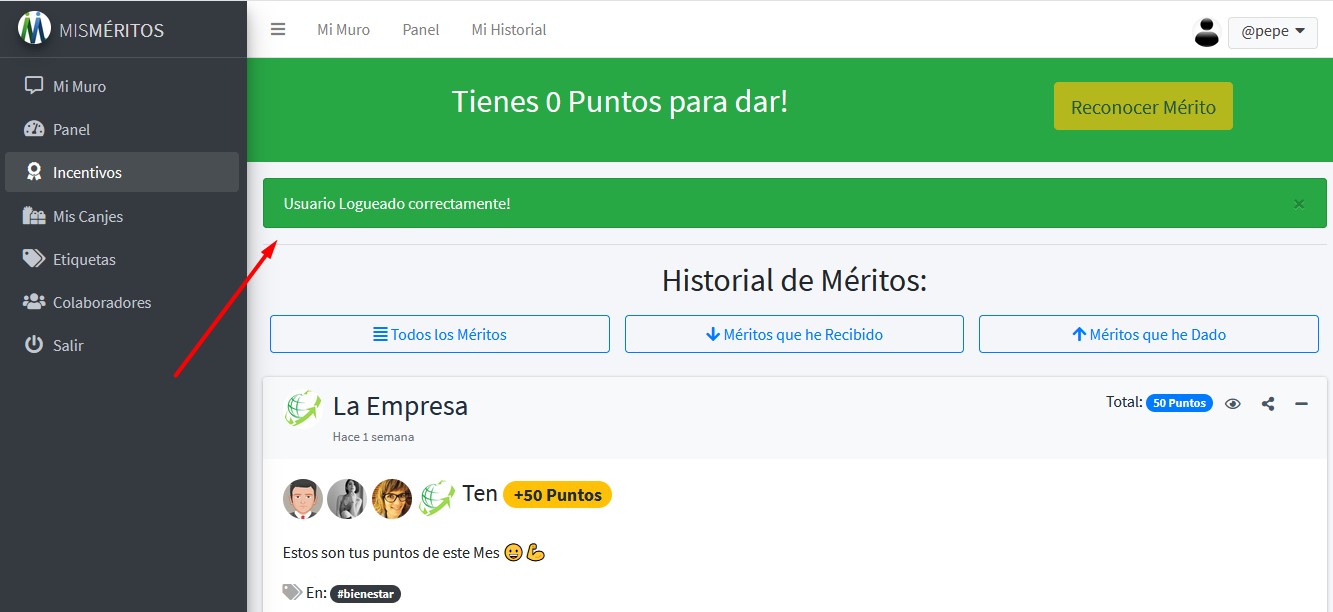 MISMÉRITOS
Mi Muro
Panel
Incentivos
Mis Canjes
Etiquetas
Colaboradores
Salir
Mi Muro Panel Mi Historial
@pepe
Tienes 0 Puntos para dar!
Reconocer Mérito
Usuario Logueado correctamente!
×
Historial de Méritos:
Todos los Méritos
Méritos que he Recibido
Méritos que he Dado
La Empresa
Hace 1 semana
Total: 50 Puntos
Ten +50 Puntos
Estos son tus puntos de este Mes 😀💪
En: #bienestar